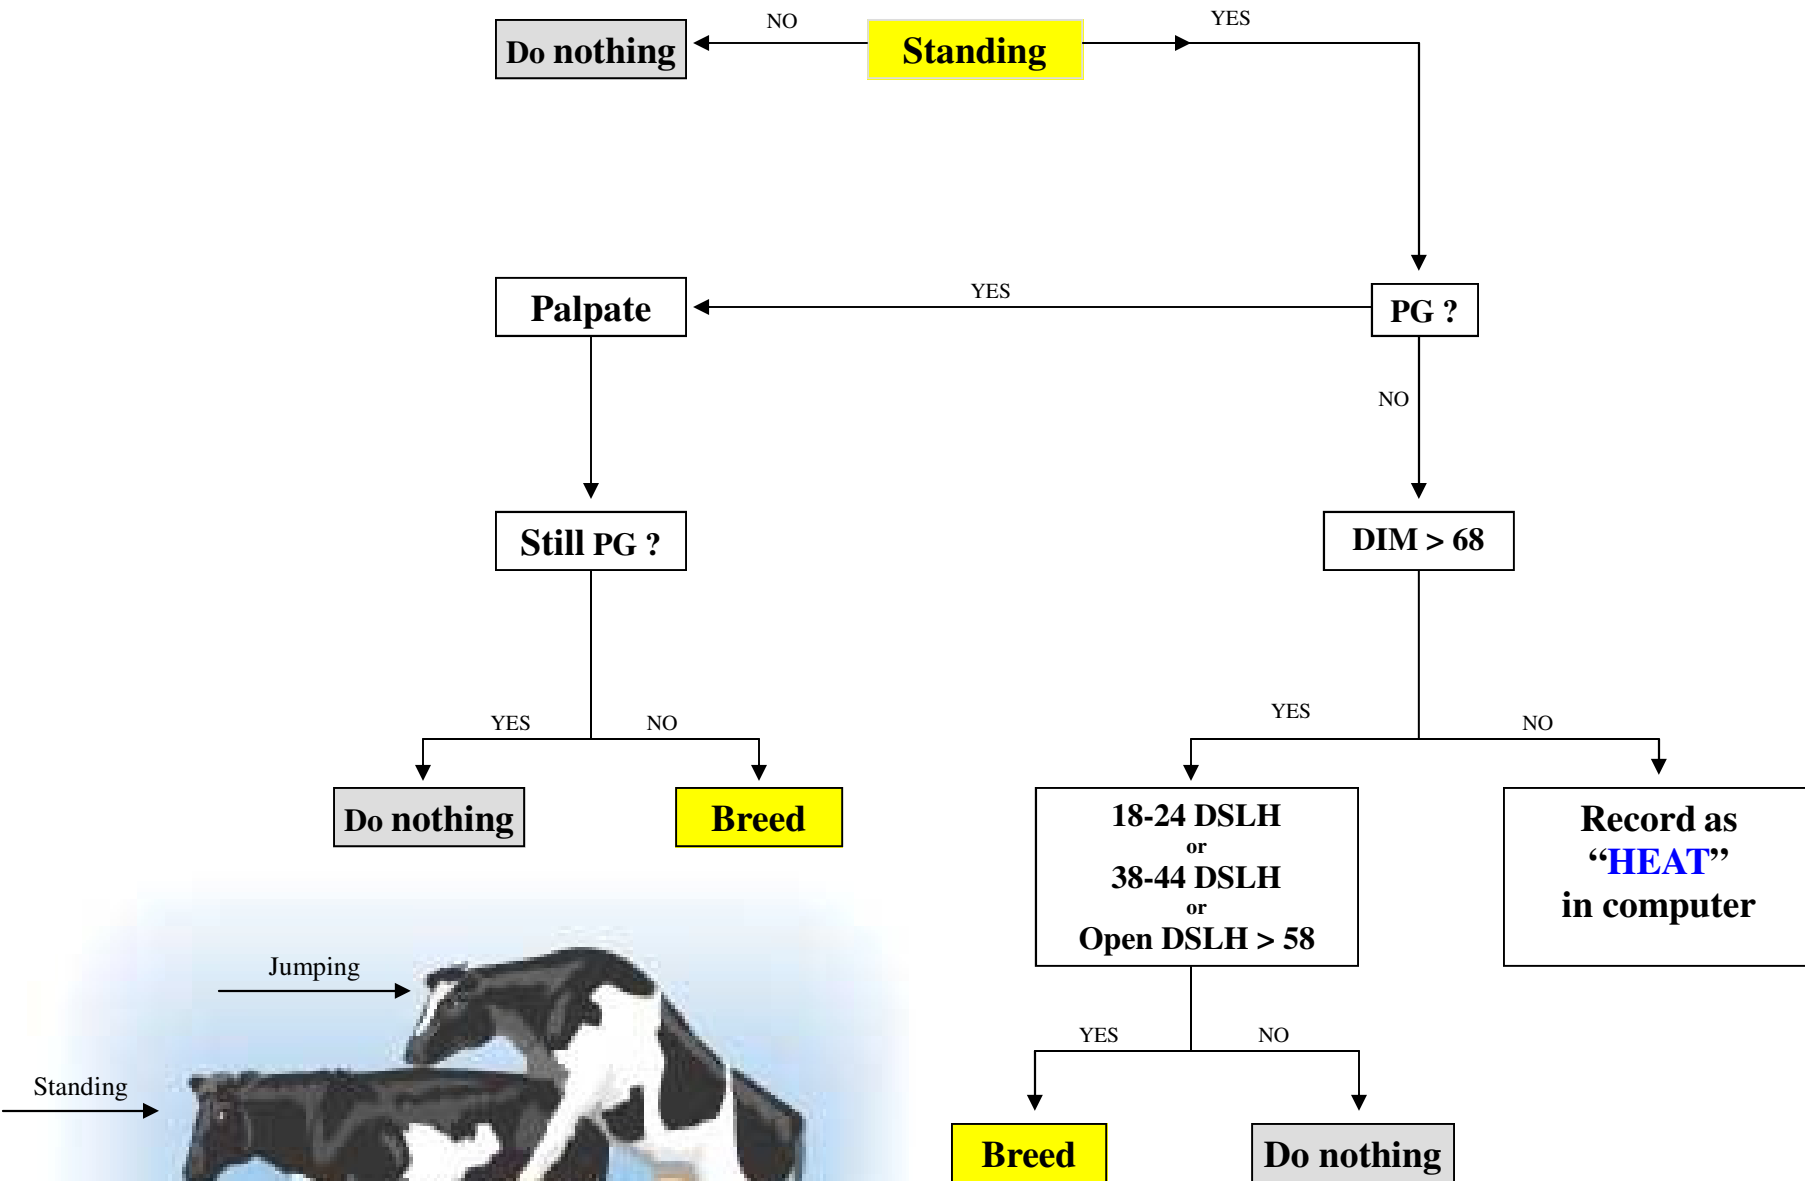 NO
YES
Do nothing
Standing
YES
Palpate
PG ?
NO
Still PG ?
DIM > 68
YES
NO
YES
NO
Do nothing
Breed
18-24 DSLH
or
38-44 DSLH
or
Open DSLH > 58
Record as
“HEAT”
in computer
Jumping
Standing
YES
NO
Breed
Do nothing